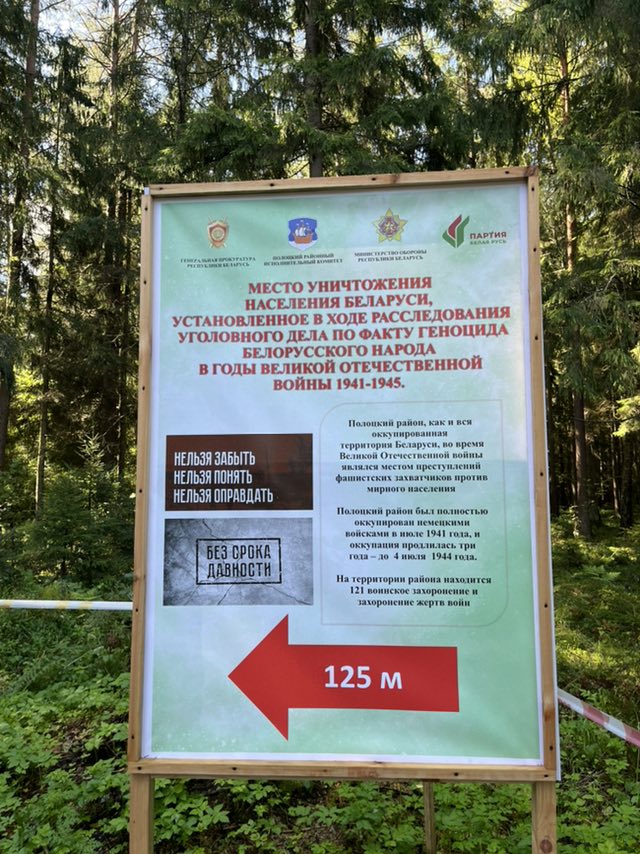 ГЕНЕРАЛЬНАЯ ПРОКУРАТУРА
РЕСПУБЛИКИ БЕЛАРУСЬ
ПОЛОЦКИЙ РАЙОННЫЙ
ИСПОЛНИТЕЛЬНЫЙ КОМИТЕТ
МИНИСТЕРСТВО ОБОРОНЫ
РЕСПУБЛИКИ БЕЛАРУСЬ
ПАРТИЯ
БЕЛАЯ РУСЬ
МЕСТО УНИЧТОЖЕНИЯ
НАСЕЛЕНИЯ БЕЛАРУСИ,
УСТАНОВЛЕННОЕ В ХОДЕ РАССЛЕДОВАНИЯ
УГОЛОВНОГО ДЕЛА ПО ФАКТУ ГЕНОЦИДА
БЕЛОРУССКОГО НАРОДА
В ГОДЫ ВЕЛИКОЙ ОТЕЧЕСТВЕННОЙ
ВОЙНЫ 1941-1945.
НЕЛЬЗЯ ЗАБЫТЬ
НЕЛЬЗЯ ПОНЯТЬ
НЕЛЬЗЯ ОПРАВДАТЬ
БЕЗ СРОКА
ДАВНОСТИ
Полоцкий район, как и вся
оккупированная
территория Беларуси, во время
Великой Отечественной войны
являлся местом преступлений
фашистских захватчиков против
мирного населения
Полоцкий район был полностью
оккупирован немецкими
войсками в июле 1941 года, и
оккупация продлилась три
года – до 4 июля 1944 года.
На территории района находится
121 воинское захоронение и
захоронение жертв войн
125 м